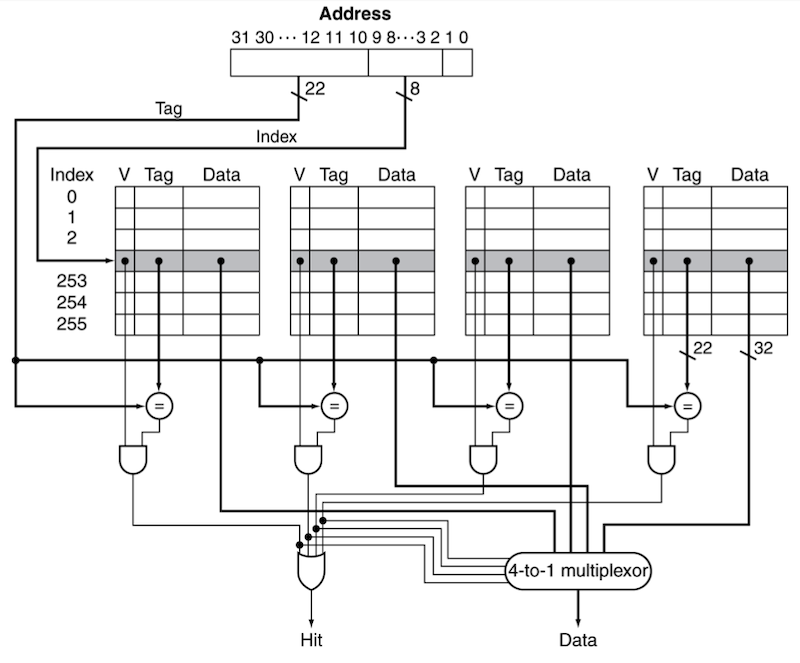 Address
31 30 ··· 12 11 10 9 8···3 2 1 0
22 8
Tag
Index
Index V Tag Data V Tag Data V Tag Data V Tag Data
0
1
2
253
254
255
22 32
= = = =
4-to-1 multiplexor
Hit Data